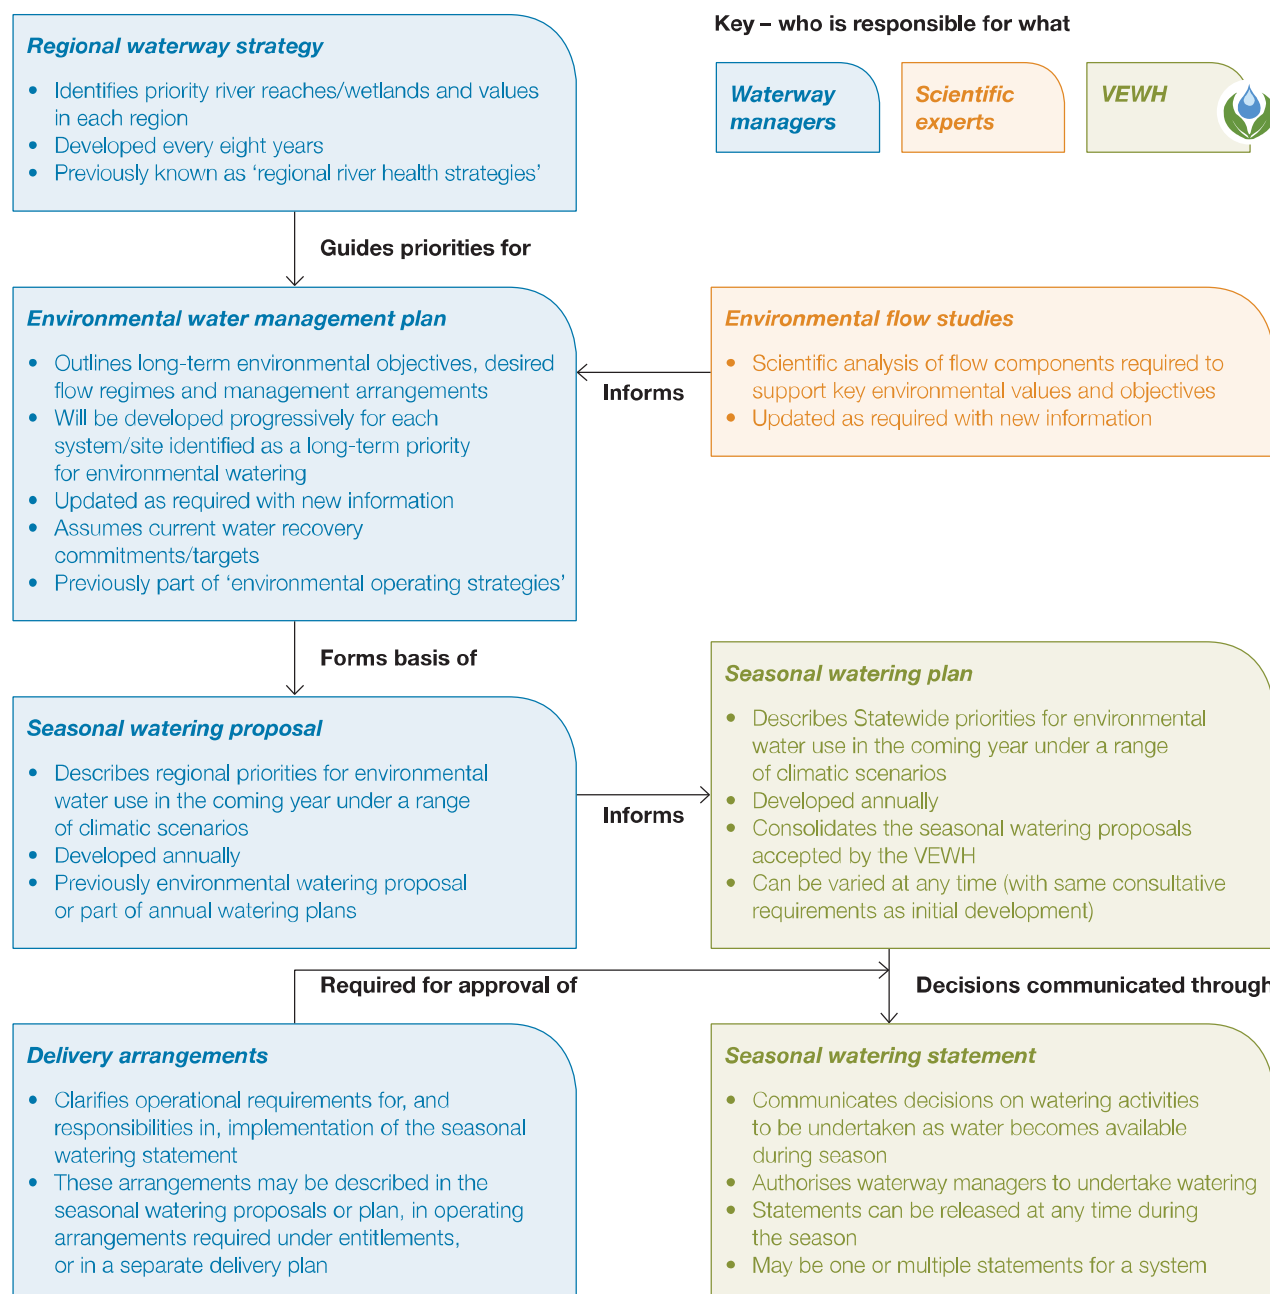 Regional waterway strategy
• Identifies priority river reaches/wetlands and values
in each region
• Developed every eight years
• Previously known as ‘regional river health strategies’
Key – who is responsible for what
Waterway
managers
Scientific
experts
VEWH
Guides priorities for
Environmental water management plan
• Outlines long-term environmental objectives, desired
flow regimes and management arrangements
• Will be developed progressively for each
system/site identified as a long-term priority
for environmental watering
• Updated as required with new information
• Assumes current water recovery
commitments/targets
• Previously part of ‘environmental operating strategies’
Informs
Environmental flow studies
• Scientific analysis of flow components required to
support key environmental values and objectives
• Updated as required with new information
Forms basis of
Seasonal watering proposal
• Describes regional priorities for environmental
water use in the coming year under a range
of climatic scenarios
• Developed annually
• Previously environmental watering proposal
or part of annual watering plans
Informs
Seasonal watering plan
• Describes Statewide priorities for environmental
water use in the coming year under a range
of climatic scenarios
• Developed annually
• Consolidates the seasonal watering proposals
accepted by the VEWH
• Can be varied at any time (with same consultative
requirements as initial development)
Required for approval of
Decisions communicated through
Delivery arrangements
• Clarifies operational requirements for, and
responsibilities in, implementation of the seasonal
watering statement
• These arrangements may be described in the
seasonal watering proposals or plan, in operating
arrangements required under entitlements,
or in a separate delivery plan
Seasonal watering statement
• Communicates decisions on watering activities
to be undertaken as water becomes available
during season
• Authorises waterway managers to undertake watering
• Statements can be released at any time during
the season
• May be one or multiple statements for a system